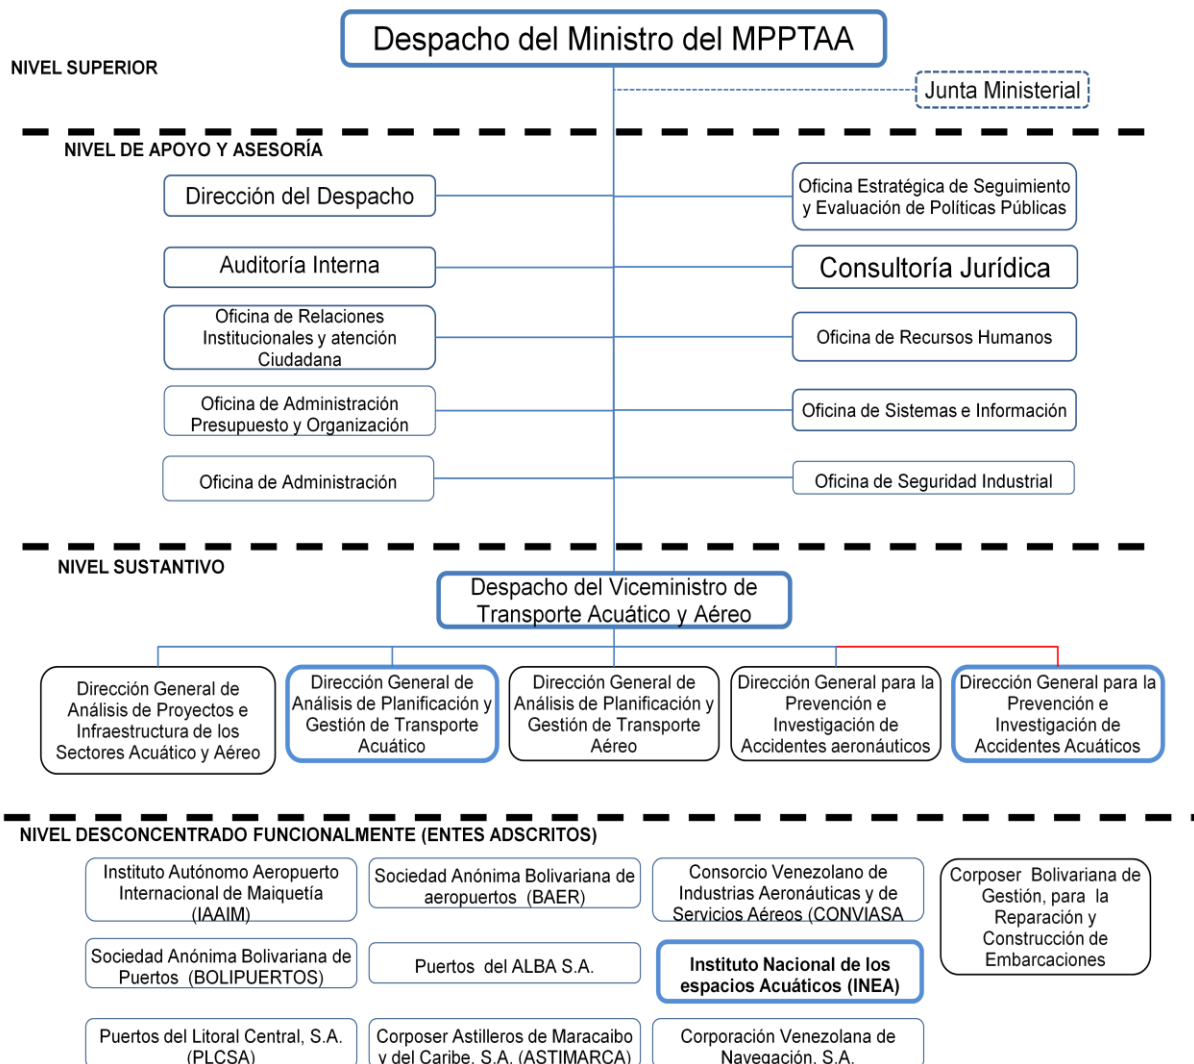 Despacho del Ministro del MPPTAA
NIVEL SUPERIOR
Junta Ministerial
NIVEL DE APOYO Y ASESORÍA
Dirección del Despacho
Oficina Estratégica de Seguimiento
y Evaluación de Políticas Públicas
Auditoría Interna
Consultoría Jurídica
Oficina de Relaciones
Institucionales y atención
Ciudadana
Oficina de Recursos Humanos
Oficina de Administración
Presupuesto y Organización
Oficina de Sistemas e Información
Oficina de Administración
Oficina de Seguridad Industrial
NIVEL SUSTANTIVO
Despacho del Viceministro de
Transporte Acuático y Aéreo
Dirección General de
Análisis de Proyectos e
Infraestructura de los
Sectores Acuático y Aéreo
Dirección General de
Análisis de Planificación y
Gestión de Transporte
Acuático
Dirección General de
Análisis de Planificación y
Gestión de Transporte
Aéreo
Dirección General para la
Prevención e
Investigación de
Accidentes aeronáuticos
Dirección General para la
Prevención e
Investigación de
Accidentes Acuáticos
NIVEL DESCONCENTRADO FUNCIONALMENTE (ENTES ADSCRITOS)
Instituto Autónomo Aeropuerto
Internacional de Maiquetía
(IAAIM)
Sociedad Anónima Bolivariana de
aeropuertos (BAER)
Consorcio Venezolano de
Industrias Aeronáuticas y de
Servicios Aéreos (CONVIASA
Corposer Bolivariana de
Gestión, para la
Reparación y
Construcción de
Embarcaciones
Sociedad Anónima Bolivariana de
Puertos (BOLIPUERTOS)
Puertos del ALBA S.A.
Instituto Nacional de los
espacios Acuáticos (INEA)
Puertos del Litoral Central, S.A.
(PLCSA)
Corposer Astilleros de Maracaibo
y del Caribe, S.A. (ASTIMARCA)
Corporación Venezolana de
Navegación, S.A.